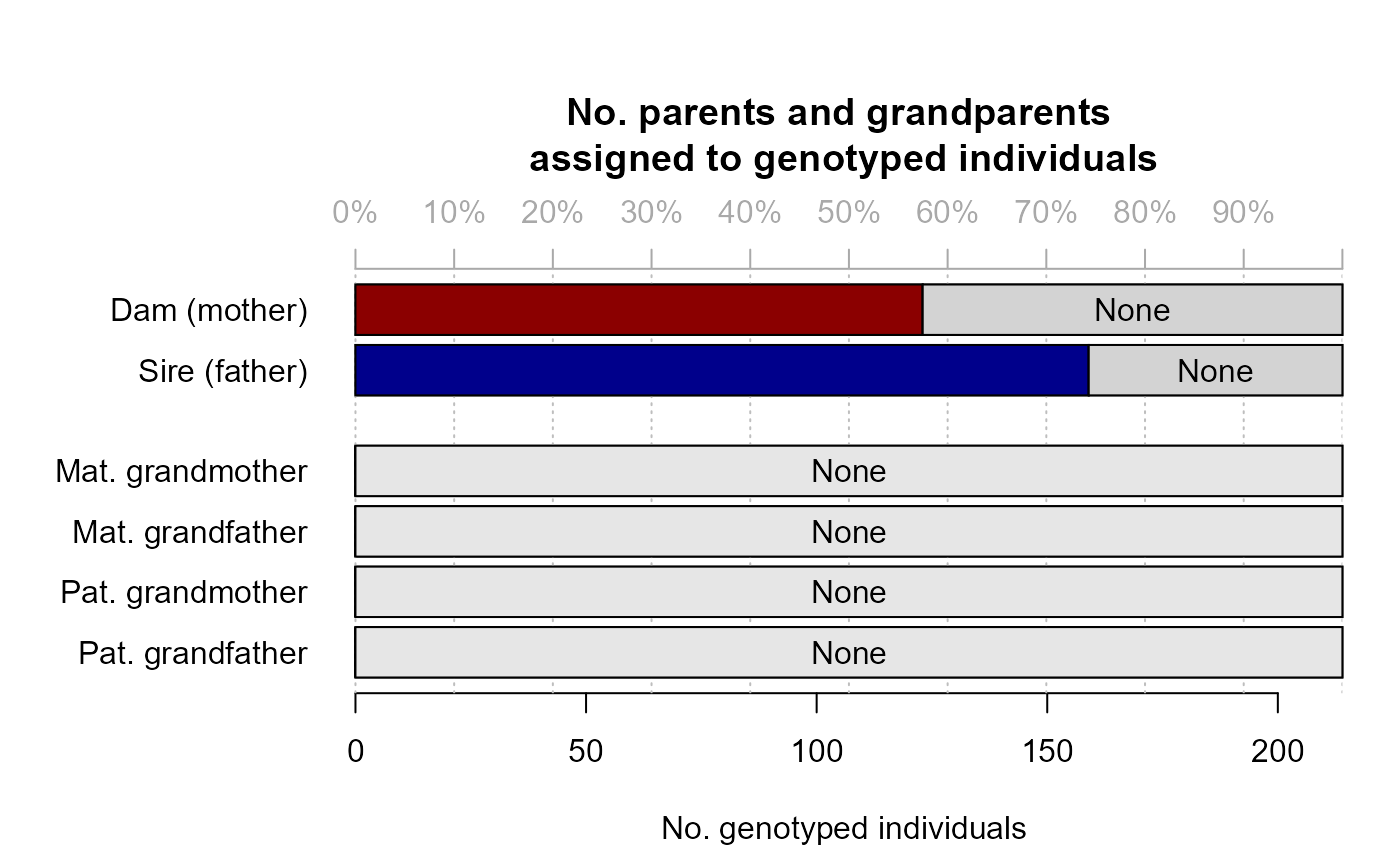 No. parents and grandparents
assigned to genotyped individuals
0% 10% 20% 30% 40% 50% 60% 70% 80% 90%
Dam (mother) None
Sire (father) None
Mat. grandmother None
Mat. grandfather None
Pat. grandmother None
Pat. grandfather None
0 50 100 150 200
No. genotyped individuals